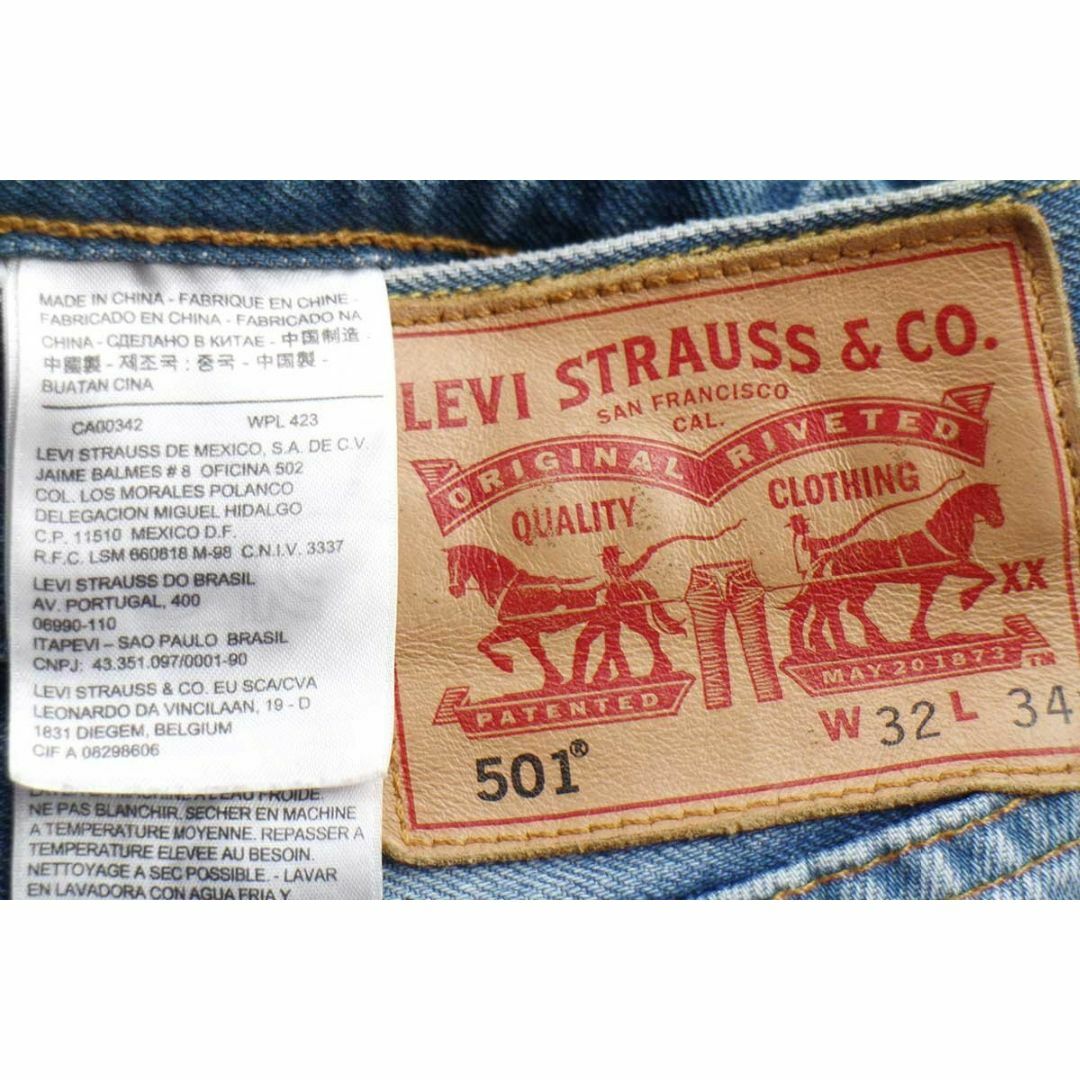 MADE IN CHINA - FABRIQUE EN CHINE -
FABRICADO EN CHINA - FABRICADO NA
CHINA - СДЕЛАНО В КИТАЕ - 中国制造 -
中國製 - 제조국 : 중국 - 中国製 -
BUATAN CINA
CA00342 WPL 423
LEVI STRAUSS DE MEXICO, S.A. DE C.V.
JAIME BALMES # 8 OFICINA 502
COL. LOS MORALES POLANCO
DELEGACION MIGUEL HIDALGO
C.P. 11510 MEXICO D.F.
R.F.C. LSM 660618 M-98 C.N.I.V. 3337
LEVI STRAUSS DO BRASIL
AV. PORTUGAL, 400
06990-110
ITAPEVI – SAO PAULO BRASIL
CNPJ: 43.351.097/0001-90
LEVI STRAUSS & CO. EU SCA/CVA
LEONARDO DA VINCILAAN, 19 - D
1831 DIEGEM, BELGIUM
CIF A 08298606
A L'EAU FROIDE.
NE PAS BLANCHIR. SECHER EN MACHINE
A TEMPERATURE MOYENNE. REPASSER A
TEMPERATURE ELEVEE AU BESOIN.
NETTOYAGE A SEC POSSIBLE. - LAVAR
EN LAVADORA CON AGUA FRIA Y
LEVI STRAUSS & CO.
SAN FRANCISCO
CAL.
ORIGINAL RIVETED
QUALITY CLOTHING
XX
PATENTED MAY 20 1873 TM
501® W 32 L 34